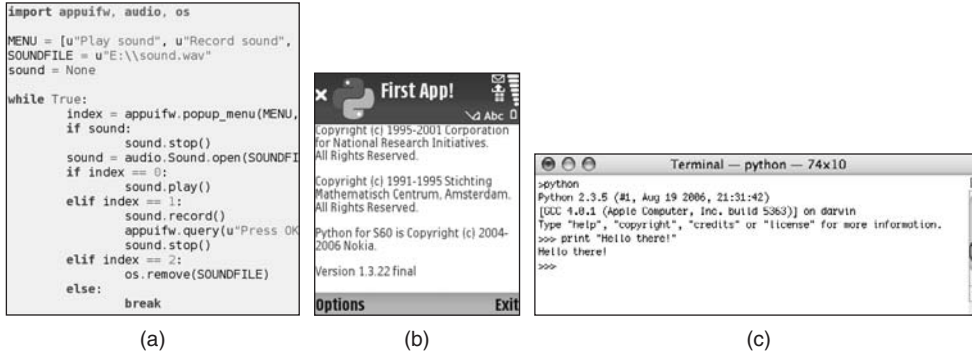 import appuifw, audio, os
MENU = [u"Play sound", u"Record sound",
SOUNDFILE = u"E:\\sound.wav"
sound = None
while True:
index = appuifw.popup_menu(MENU,
if sound:
sound.stop()
sound = audio.Sound.open(SOUNDFI
if index == 0:
sound.play()
elif index == 1:
sound.record()
appuifw.query(u"Press OK
sound.stop()
elif index == 2:
os.remove(SOUNDFILE)
else:
break
(a)
First App!
Abc
Copyright (c) 1995-2001 Corporation
for National Research Initiatives.
All Rights Reserved.
Copyright (c) 1991-1995 Stichting
Mathematisch Centrum, Amsterdam.
All Rights Reserved.
Python for S60 is Copyright (c) 2004-
2006 Nokia.
Version 1.3.22 final
Options Exit
(b)
Terminal — python — 74x10
>python
Python 2.3.5 (#1, Aug 19 2006, 21:31:42)
[GCC 4.0.1 (Apple Computer, Inc. build 5363)] on darwin
Type "help", "copyright", "credits" or "license" for more information.
>>> print "Hello there!"
Hello there!
>>>
(c)